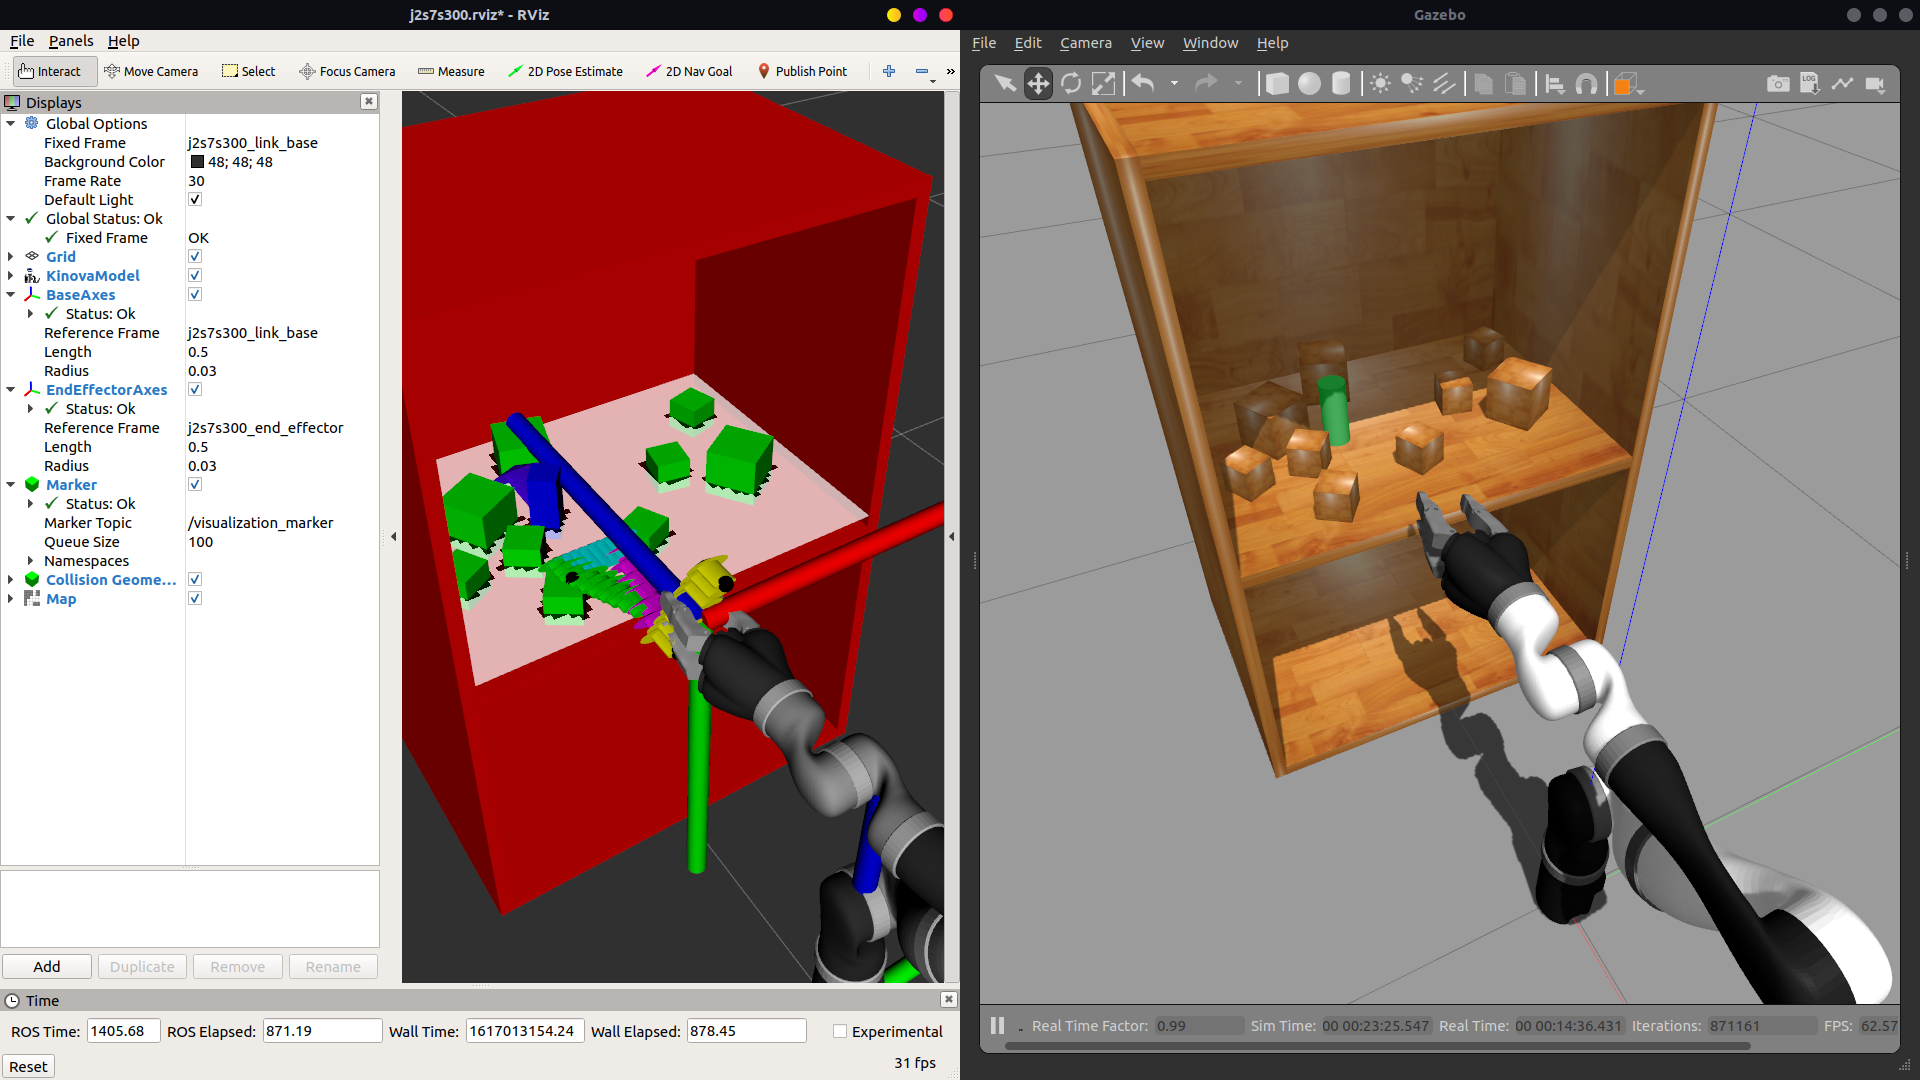 j2s7s300.rviz* - RViz
File Panels Help
Interact Move Camera Select Focus Camera Measure 2D Pose Estimate 2D Nav Goal Publish Point »
Displays
Global Options
Fixed Frame j2s7s300_link_base
Background Color 48; 48; 48
Frame Rate 30
Default Light
Global Status: Ok
Fixed Frame OK
Grid
KinovaModel
BaseAxes
Status: Ok
Reference Frame j2s7s300_link_base
Length 0.5
Radius 0.03
EndEffectorAxes
Status: Ok
Reference Frame j2s7s300_end_effector
Length 0.5
Radius 0.03
Marker
Status: Ok
Marker Topic /visualization_marker
Queue Size 100
Namespaces
Collision Geome...
Map
Add Duplicate Remove Rename
Time
ROS Time: 1405.68 ROS Elapsed: 871.19 Wall Time: 1617013154.24 Wall Elapsed: 878.45 Experimental
Reset 31 fps
Gazebo
File Edit Camera View Window Help
LOG
Real Time Factor: 0.99 Sim Time: 00 00:23:25.547 Real Time: 00 00:14:36.431 Iterations: 871161 FPS: 62.57